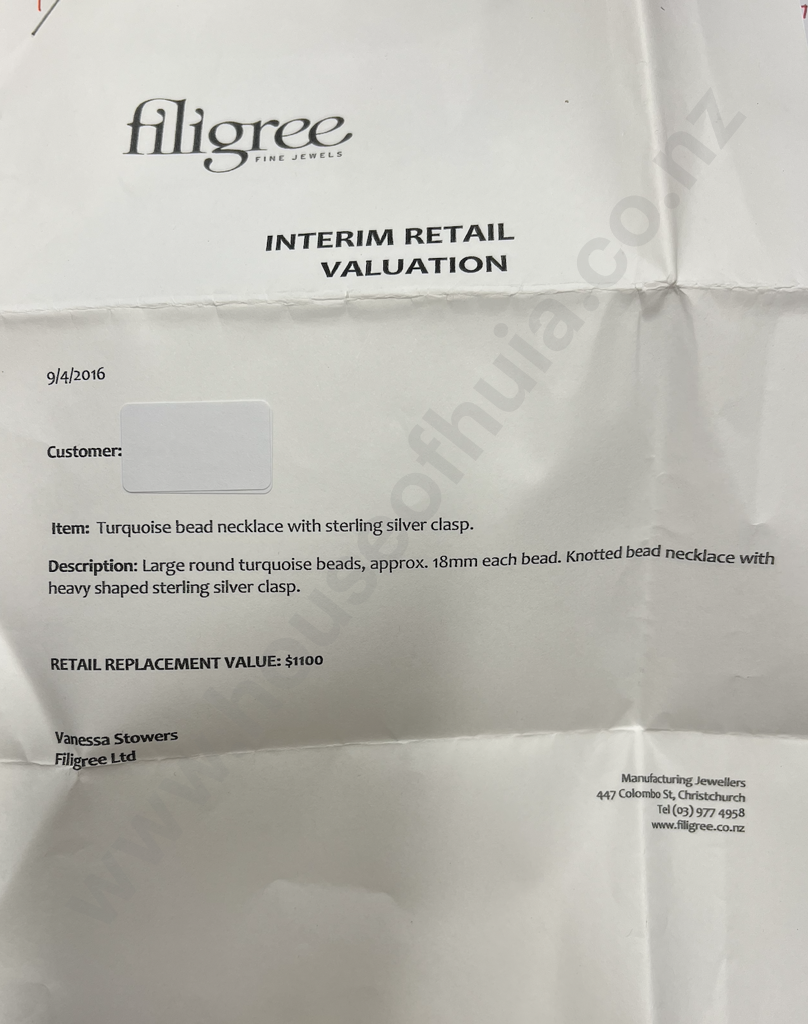 filigree
FINE JEWELS
INTERIM RETAIL
VALUATION
9/4/2016
Customer:
Item: Turquoise bead necklace with sterling silver clasp.
Description: Large round turquoise beads, approx. 18mm each bead. Knotted bead necklace with
heavy shaped sterling silver clasp.
RETAIL REPLACEMENT VALUE: $1100
Vanessa Stowers
Filigree Ltd
Manufacturing Jewellers
447 Colombo St, Christchurch
Tel (03) 977 4958
www.filigree.co.nz
www.houseofhuia.co.nz